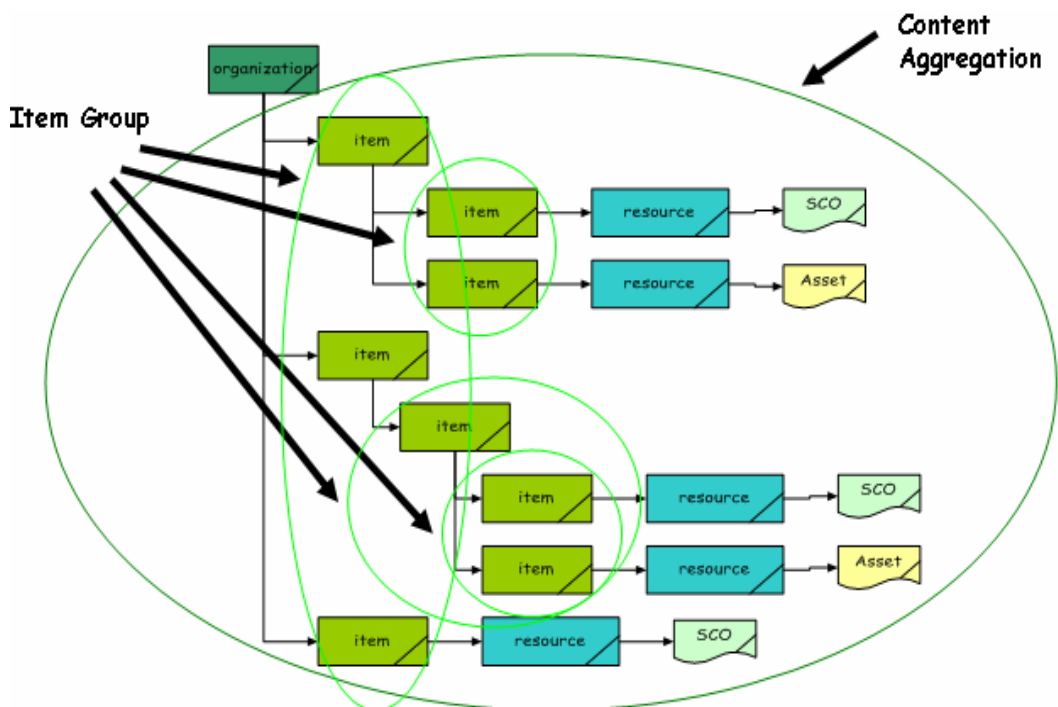 Content
Aggregation
organization
Item Group
item
item
resource
SCO
item
resource
Asset
item
item
item
resource
SCO
item
resource
Asset
item
resource
SCO